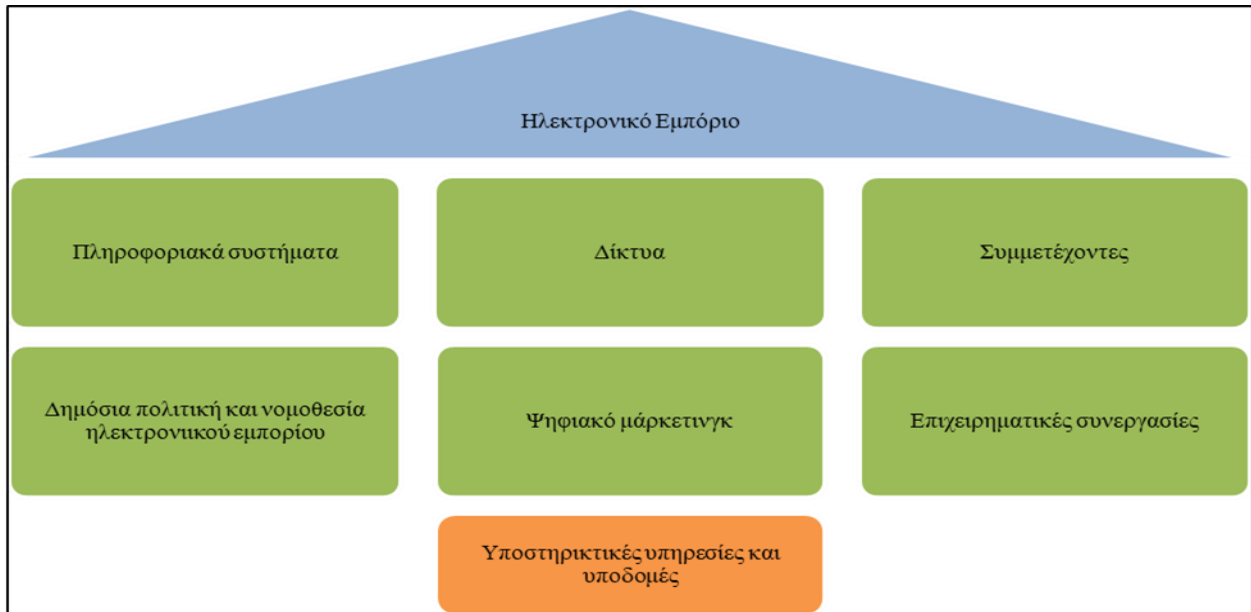 Ηλεκτρονικό Εμπόριο
Πληροφοριακά συστήματα
Δίκτυα
Συμμετέχοντες
Δημόσια πολιτική και νομοθεσία
ηλεκτρονιικού εμπορίου
Ψηφιακό μάρκετινγκ
Επιχειρηματικές συνεργασίες
Υποστηρικτικές υπηρεσίες και
υποδομές